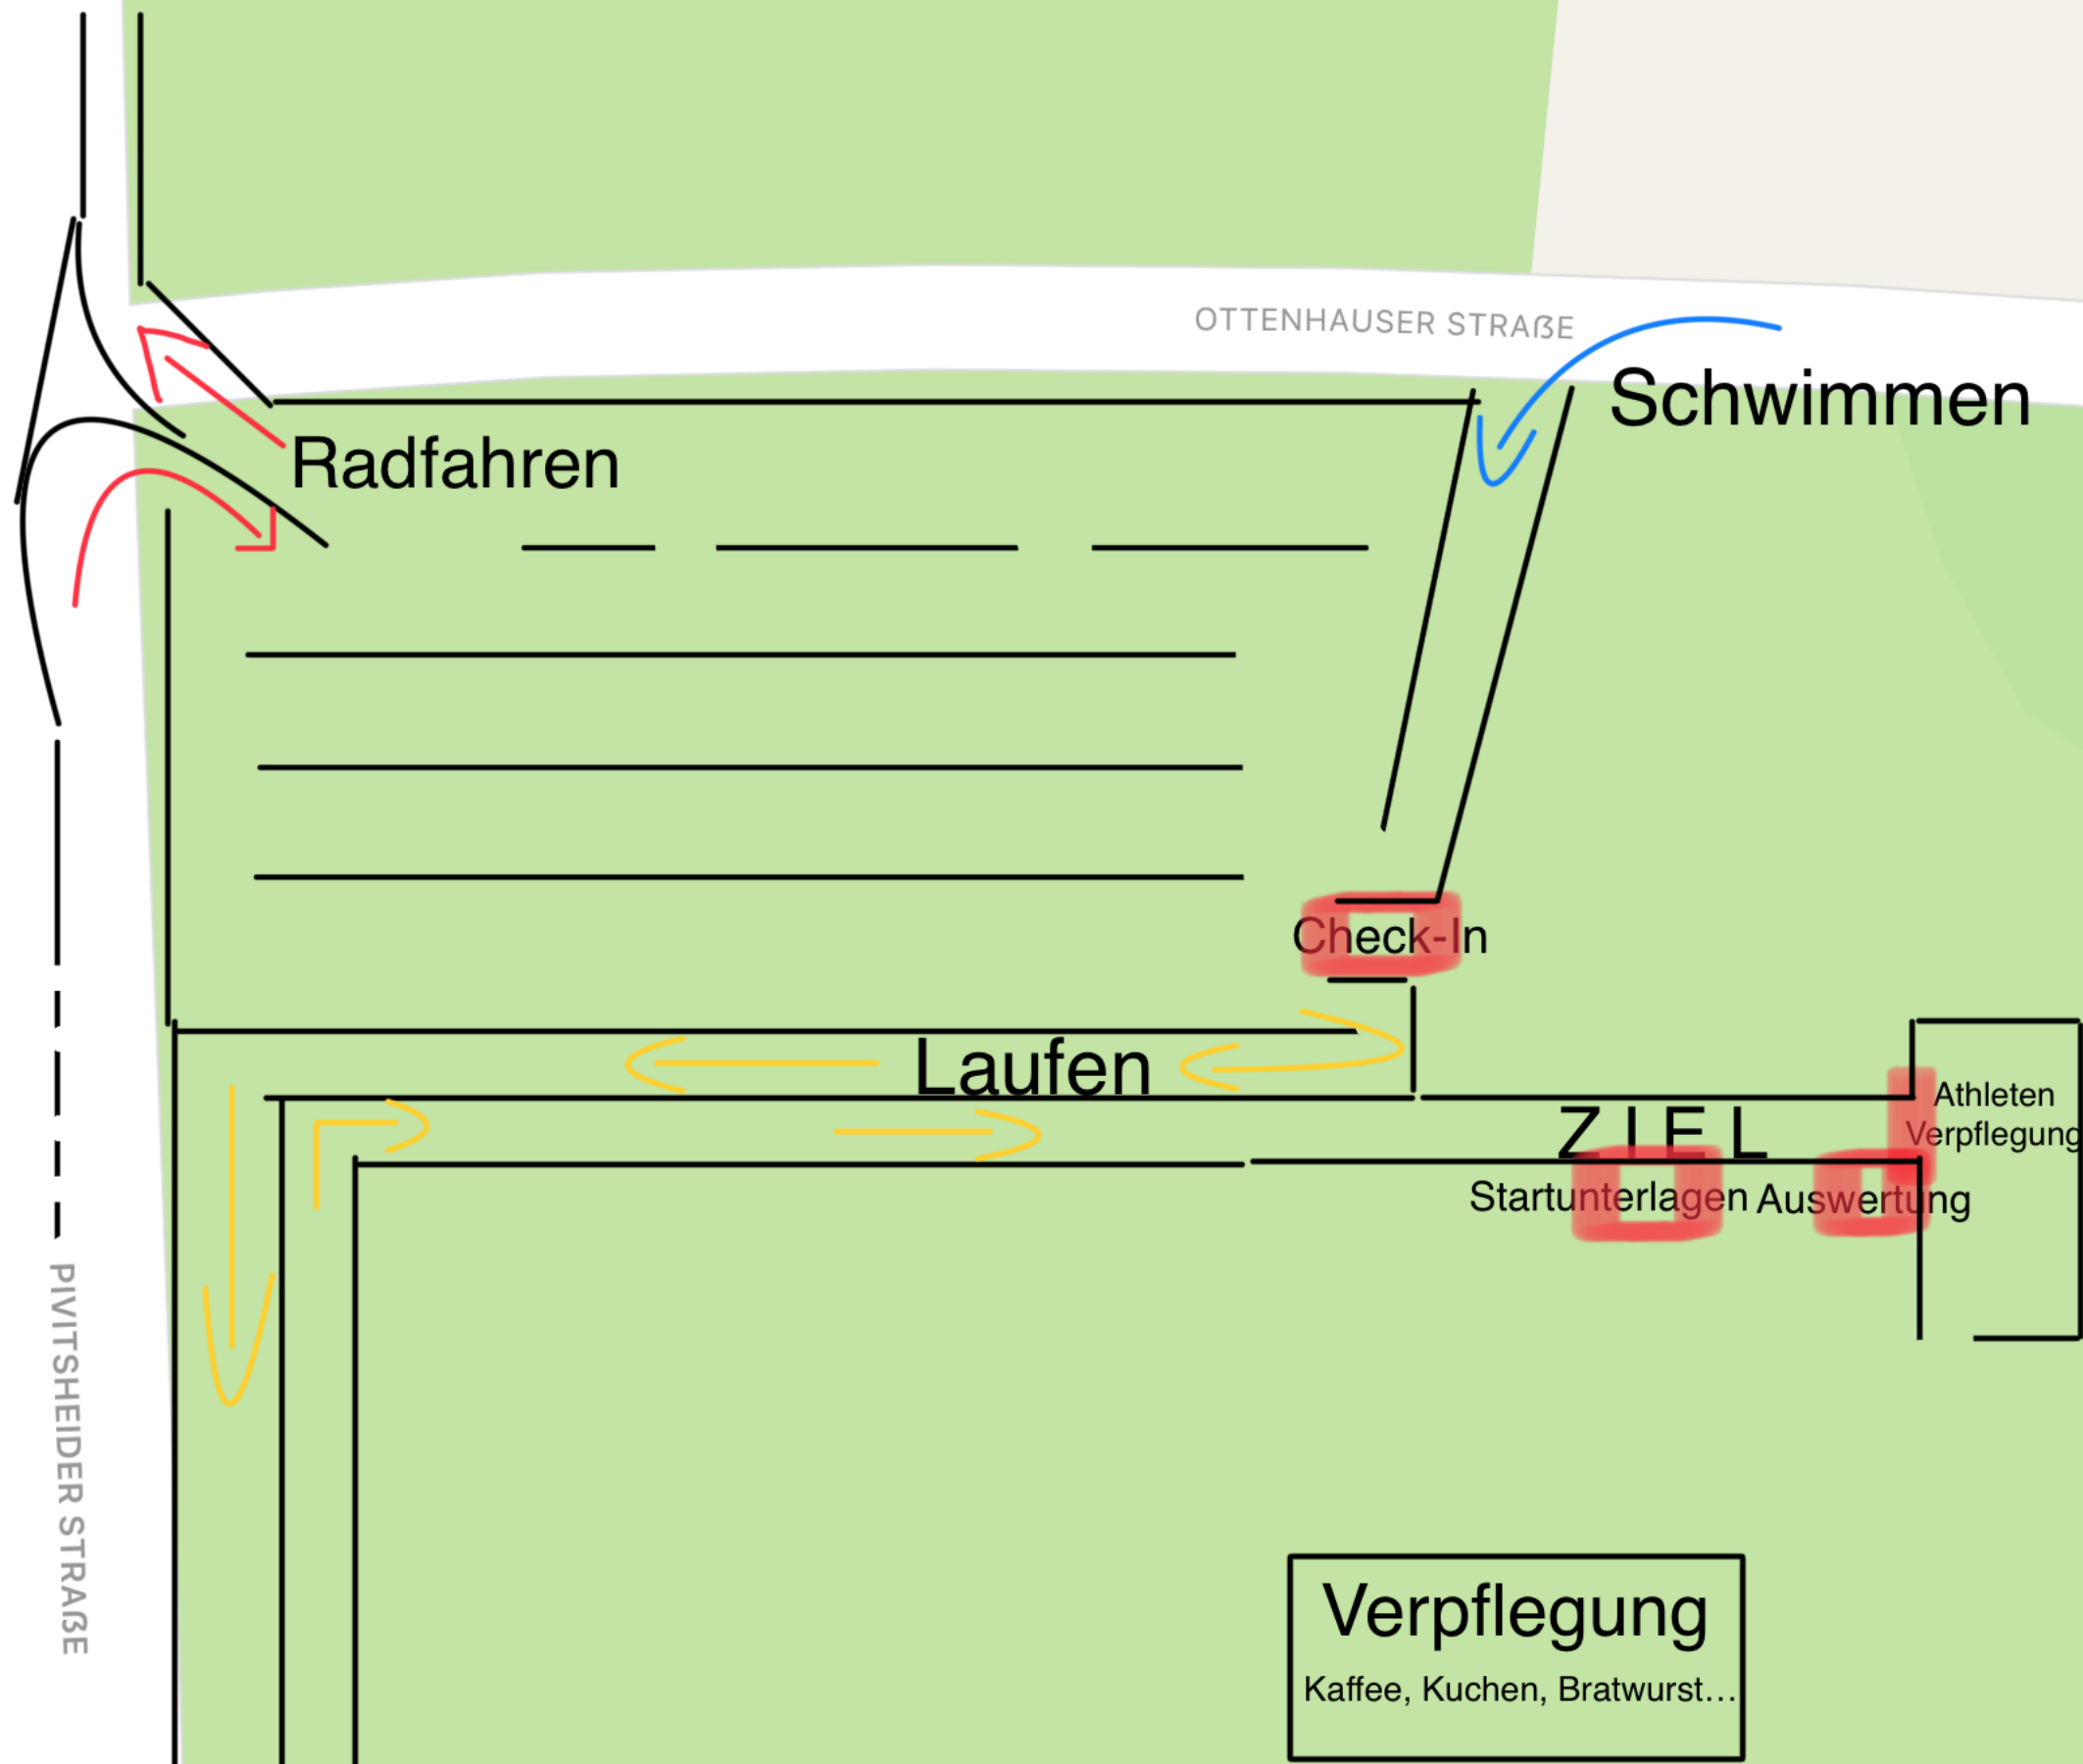 OTTENHAUSER STRAßE
Schwimmen
Radfahren
Check-In
Laufen
ZIEL
Athleten
Verpflegung
Startunterlagen
Auswertung
PIVITSHEIDER STRAßE
Verpflegung
Kaffee, Kuchen, Bratwurst...